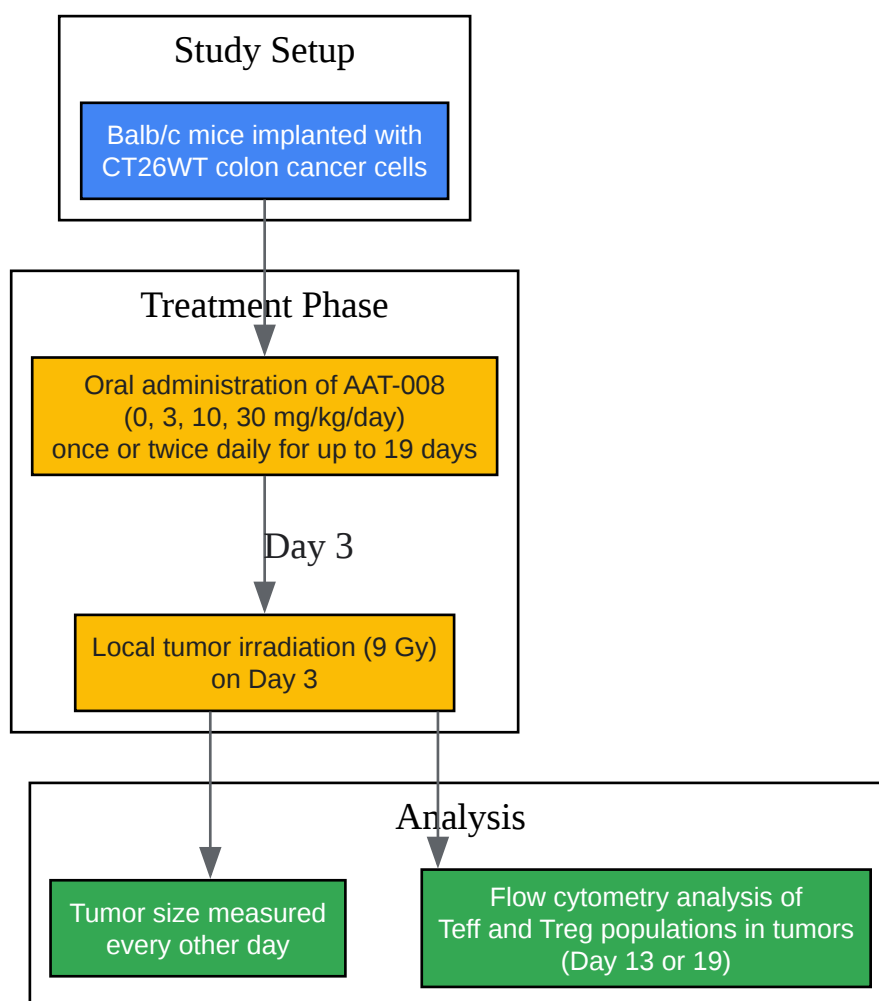 Study Setup
Balb/c mice implanted with
CT26WT colon cancer cells
Treatment Phase
Oral administration of AAT-008
(0, 3, 10, 30 mg/kg/day)
once or twice daily for up to 19 days
Day 3
Local tumor irradiation (9 Gy)
on Day 3
Analysis
Tumor size measured
every other day
Flow cytometry analysis of
Teff and Treg populations in tumors
(Day 13 or 19)